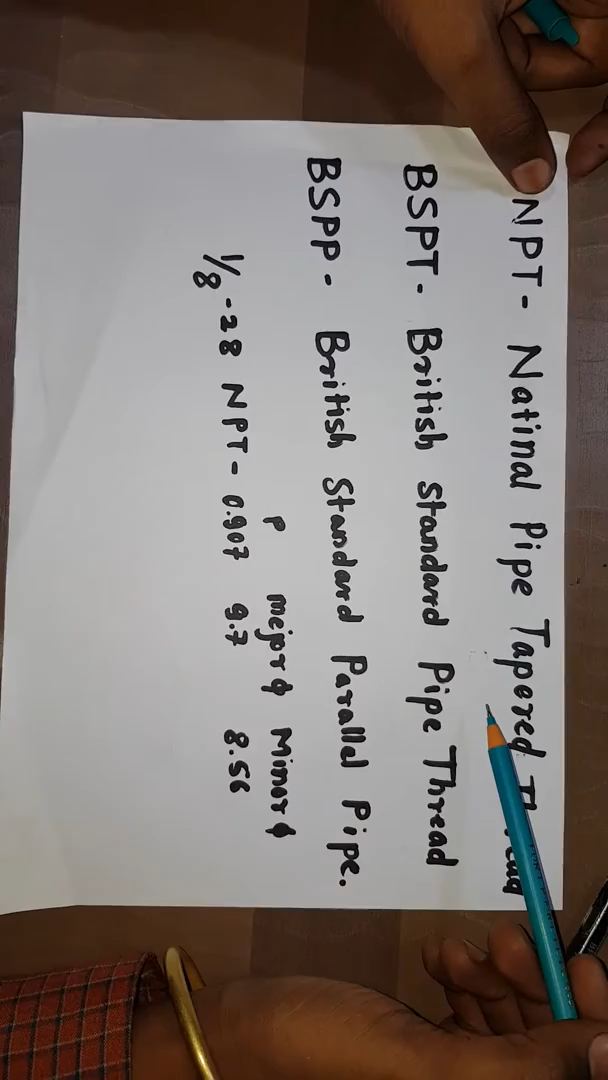 NPT - Natinal Pipe Tapered
BSPT - British Standard Pipe Thread
BSPP - British Standard Parallel Pipe.
P Mejor ϕ Minor ϕ
1/8 - 28 NPT - 0.907 9.7 8.56